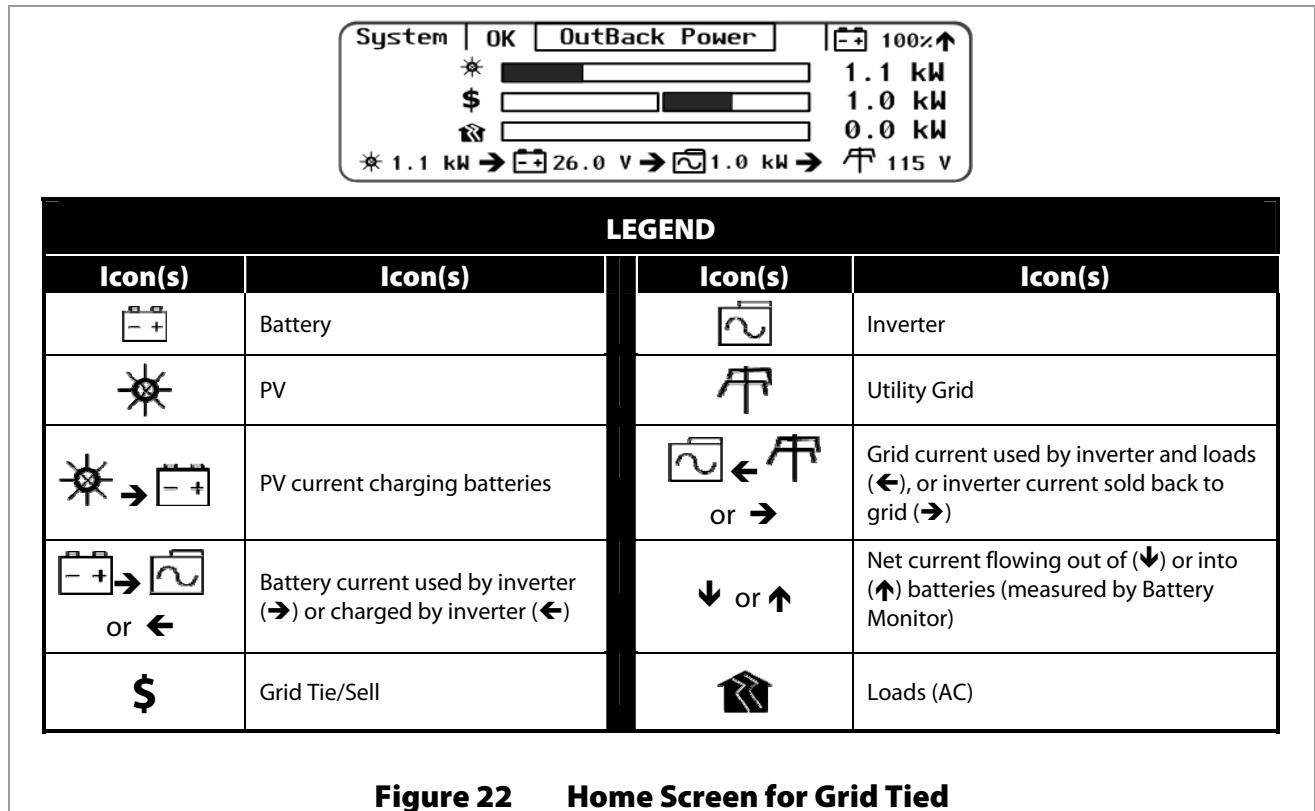 System OK OutBack Power 100%↑
1.1 kW
$ 1.0 kW
0.0 kW
1.1 kW → 26.0 V → 1.0 kW → 115 V
LEGEND
Icon(s) Icon(s) Icon(s) Icon(s)
Battery Inverter
PV Utility Grid
PV current charging batteries
or →
Grid current used by inverter and loads
(←), or inverter current sold back to
grid (→)
or ←
Battery current used by inverter
(→) or charged by inverter (←)
↓ or ↑
Net current flowing out of (↓) or into
(↑) batteries (measured by Battery
Monitor)
$ Grid Tie/Sell Loads (AC)
Figure 22 Home Screen for Grid Tied